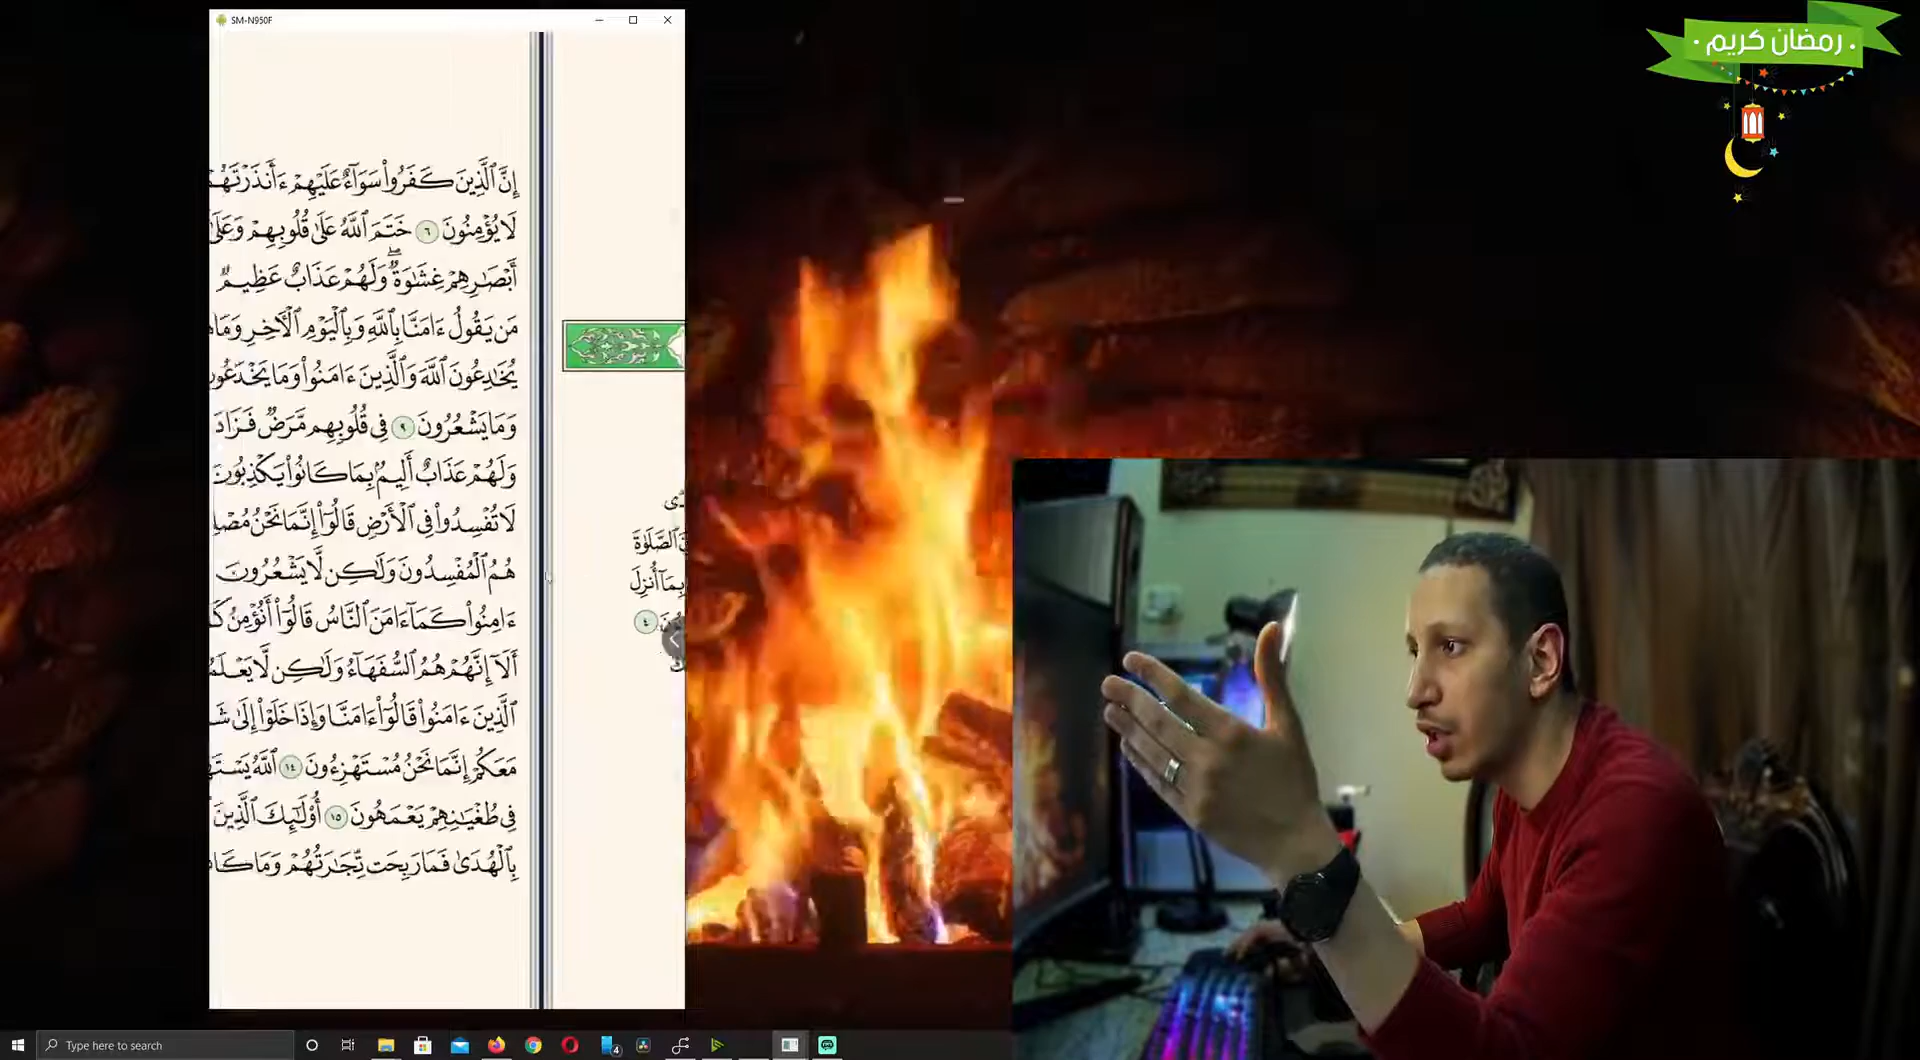 SM-N950F
رمضان كريم
إِنَّ ٱلَّذِينَ كَفَرُوا۟ سَوَآءٌ عَلَيْهِمْ ءَأَنذَرْتَهُمْ
لَا يُؤْمِنُونَ ٦ خَتَمَ ٱللَّهُ عَلَىٰ قُلُوبِهِمْ وَعَلَىٰ
أَبْصَٰرِهِمْ غِشَٰوَةٌۖ وَلَهُمْ عَذَابٌ عَظِيمٌ
مَن يَقُولُ ءَامَنَّا بِٱللَّهِ وَبِٱلْيَوْمِ ٱلْأَخِرِ وَمَا
يُخَٰدِعُونَ ٱللَّهَ وَٱلَّذِينَ ءَامَنُوا۟ وَمَا يَخْدَعُونَ
وَمَا يَشْعُرُونَ ٩ فِى قُلُوبِهِم مَّرَضٌ فَزَادَ
وَلَهُمْ عَذَابٌ أَلِيمٌۢ بِمَا كَانُوا۟ يَكْذِبُونَ
لَا تُفْسِدُوا۟ فِى ٱلْأَرْضِ قَالُوٓا۟ إِنَّمَا نَحْنُ مُصْلِ
هُمُ ٱلْمُفْسِدُونَ وَلَٰكِن لَّا يَشْعُرُونَ
ءَامِنُوا۟ كَمَآ ءَامَنَ ٱلنَّاسُ قَالُوٓا۟ أَنُؤْمِنُ كَ
أَلَآ إِنَّهُمْ هُمُ ٱلسُّفَهَآءُ وَلَٰكِن لَّا يَعْلَمُ
ٱلَّذِينَ ءَامَنُوا۟ قَالُوٓا۟ ءَامَنَّا وَإِذَا خَلَوْا۟ إِلَىٰ شَ
مَعَكُمْ إِنَّمَا نَحْنُ مُسْتَهْزِءُونَ ١٤ ٱللَّهُ يَسْتَهْ
فِى طُغْيَٰنِهِمْ يَعْمَهُونَ ١٥ أُو۟لَٰٓئِكَ ٱلَّذِينَ
بِٱلْهُدَىٰ فَمَا رَبِحَت تِّجَٰرَتُهُمْ وَمَا كَا
ٱلصَّلَوٰةَ
بِمَآ أُنزِلَ
٤
Type here to search
4